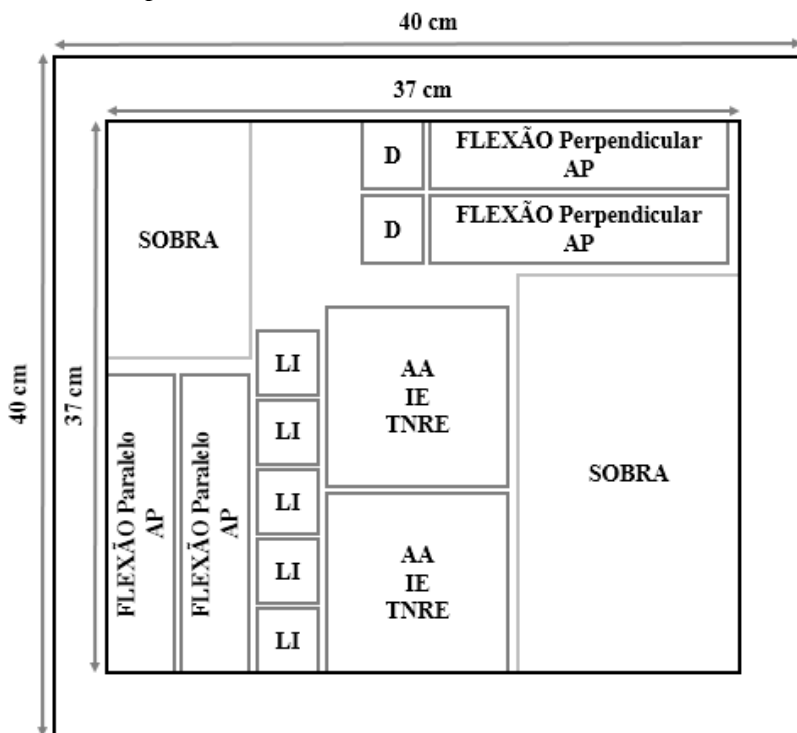 40 cm
37 cm
40 cm
37 cm
D
FLEXÃO Perpendicular
AP
D
FLEXÃO Perpendicular
AP
SOBRA
LI
LI
LI
LI
LI
AA
IE
TNRE
AA
IE
TNRE
SOBRA
FLEXÃO Paralelo
AP
FLEXÃO Paralelo
AP